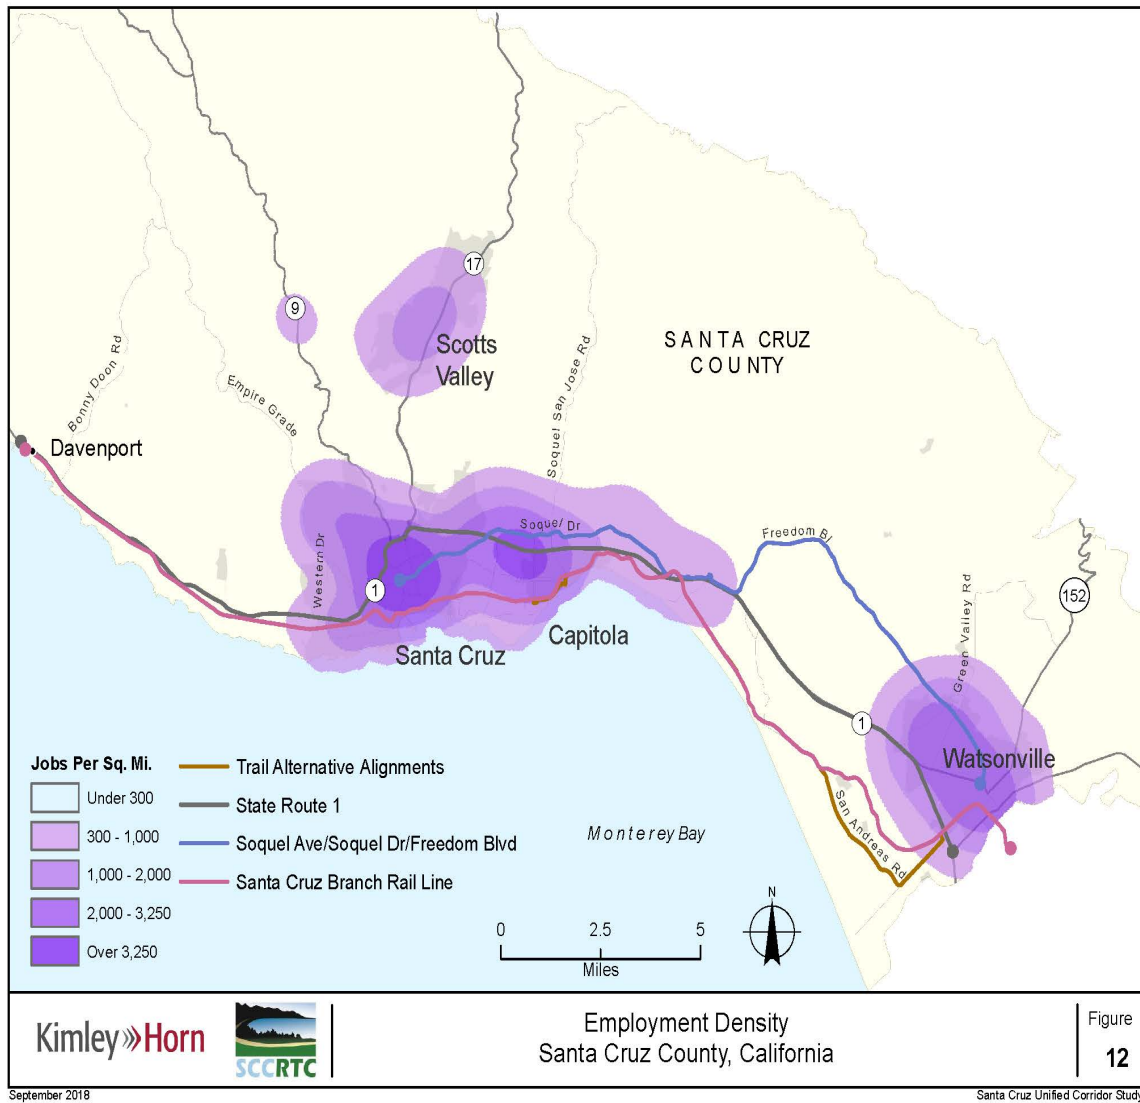 17
9
Scotts
Valley
SANTA CRUZ
COUNTY
Bonny Doon Rd
Empire Grade
Soquel San Jose Rd
Davenport
Soquel Dr
Freedom Bl
Western Dr
1
152
Green Valley Rd
Capitola
Santa Cruz
1
Watsonville
San Andreas Rd
Monterey Bay
Jobs Per Sq. Mi.
Under 300
300 - 1,000
1,000 - 2,000
2,000 - 3,250
Over 3,250
Trail Alternative Alignments
State Route 1
Soquel Ave/Soquel Dr/Freedom Blvd
Santa Cruz Branch Rail Line
0 2.5 5
Miles
N
Kimley»Horn
SCCRTC
Employment Density
Santa Cruz County, California
Figure
12
September 2018
Santa Cruz Unified Corridor Study